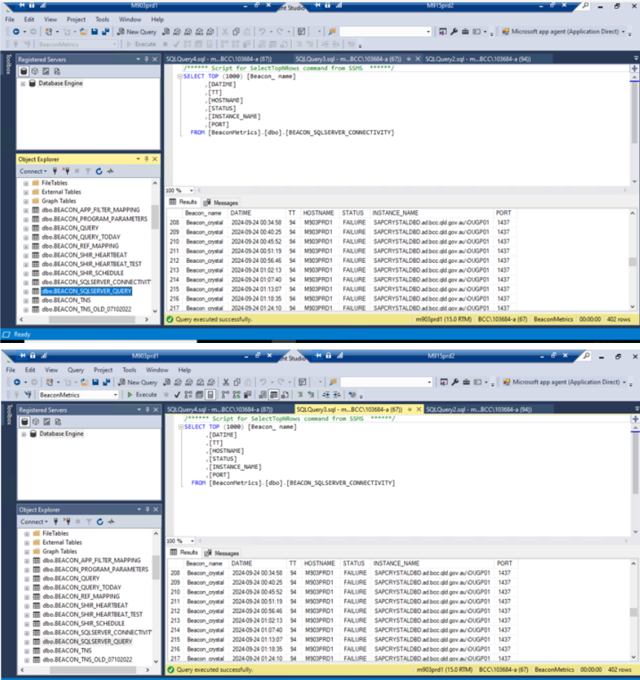 M903prd1
M915prd2
File Edit View Project Tools Window Help
New Query
Microsoft app agent (Application Direct)
BeaconMetrics
Execute
Toolbox
Registered Servers
Database Engine
Object Explorer
Connect
FileTables
External Tables
Graph Tables
dbo.BEACON_APP_FILTER_MAPPING
dbo.BEACON_PROGRAM_PARAMETERS
dbo.BEACON_QUERY
dbo.BEACON_QUERY_TODAY
dbo.BEACON_REF_MAPPING
dbo.BEACON_SHIR_HEARTBEAT
dbo.BEACON_SHIR_HEARTBEAT_TEST
dbo.BEACON_SHIR_SCHEDULE
dbo.BEACON_SQLSERVER_CONNECTIVIT
dbo.BEACON_SQLSERVER_QUERY
dbo.BEACON_TNS
dbo.BEACON_TNS_OLD_07102022
SQLQuery4.sql - m...BCC\103684-a (87))
SQLQuery3.sql - m...BCC\103684-a (67))
SQLQuery2.sql - m...BCC\103684-a (94))
/****** Script for SelectTopNRows command from SSMS ******/
SELECT TOP (1000) [Beacon_ name]
,[DATIME]
,[TT]
,[HOSTNAME]
,[STATUS]
,[INSTANCE_NAME]
,[PORT]
FROM [BeaconMetrics].[dbo].[BEACON_SQLSERVER_CONNECTIVITY]
100 %
Results Messages
Beacon_ name DATIME TT HOSTNAME STATUS INSTANCE_NAME PORT
208 Beacon_crystal 2024-09-24 00:34:58 94 M903PRD1 FAILURE SAPCRYSTALDBD.ad.bcc.qld.gov.au\OUGP01 1437
209 Beacon_crystal 2024-09-24 00:40:25 94 M903PRD1 FAILURE SAPCRYSTALDBD.ad.bcc.qld.gov.au\OUGP01 1437
210 Beacon_crystal 2024-09-24 00:45:52 94 M903PRD1 FAILURE SAPCRYSTALDBD.ad.bcc.qld.gov.au\OUGP01 1437
211 Beacon_crystal 2024-09-24 00:51:19 94 M903PRD1 FAILURE SAPCRYSTALDBD.ad.bcc.qld.gov.au\OUGP01 1437
212 Beacon_crystal 2024-09-24 00:56:46 94 M903PRD1 FAILURE SAPCRYSTALDBD.ad.bcc.qld.gov.au\OUGP01 1437
213 Beacon_crystal 2024-09-24 01:02:13 94 M903PRD1 FAILURE SAPCRYSTALDBD.ad.bcc.qld.gov.au\OUGP01 1437
214 Beacon_crystal 2024-09-24 01:07:40 94 M903PRD1 FAILURE SAPCRYSTALDBD.ad.bcc.qld.gov.au\OUGP01 1437
215 Beacon_crystal 2024-09-24 01:13:07 94 M903PRD1 FAILURE SAPCRYSTALDBD.ad.bcc.qld.gov.au\OUGP01 1437
216 Beacon_crystal 2024-09-24 01:18:35 94 M903PRD1 FAILURE SAPCRYSTALDBD.ad.bcc.qld.gov.au\OUGP01 1437
217 Beacon_crystal 2024-09-24 01:24:10 94 M903PRD1 FAILURE SAPCRYSTALDBD.ad.bcc.qld.gov.au\OUGP01 1437
Query executed successfully. m903prd1 (15.0 RTM) BCC\103684-a (67) BeaconMetrics 00:00:00 402 rows
Ready
M903prd1
M915prd2
File Edit View Query Project Tools Window Help
New Query
Microsoft app agent (Application Direct)
BeaconMetrics
Execute
Toolbox
Registered Servers
Database Engine
Object Explorer
Connect
FileTables
External Tables
Graph Tables
dbo.BEACON_APP_FILTER_MAPPING
dbo.BEACON_PROGRAM_PARAMETERS
dbo.BEACON_QUERY
dbo.BEACON_QUERY_TODAY
dbo.BEACON_REF_MAPPING
dbo.BEACON_SHIR_HEARTBEAT
dbo.BEACON_SHIR_HEARTBEAT_TEST
dbo.BEACON_SHIR_SCHEDULE
dbo.BEACON_SQLSERVER_CONNECTIVIT
dbo.BEACON_SQLSERVER_QUERY
dbo.BEACON_TNS
dbo.BEACON_TNS_OLD_07102022
SQLQuery4.sql - m...BCC\103684-a (87))
SQLQuery3.sql - m...BCC\103684-a (67))
SQLQuery2.sql - m...BCC\103684-a (94))
/****** Script for SelectTopNRows command from SSMS ******/
SELECT TOP (1000) [Beacon_ name]
,[DATIME]
,[TT]
,[HOSTNAME]
,[STATUS]
,[INSTANCE_NAME]
,[PORT]
FROM [BeaconMetrics].[dbo].[BEACON_SQLSERVER_CONNECTIVITY]
100 %
Results Messages
Beacon_ name DATIME TT HOSTNAME STATUS INSTANCE_NAME PORT
208 Beacon_crystal 2024-09-24 00:34:58 94 M903PRD1 FAILURE SAPCRYSTALDBD.ad.bcc.qld.gov.au\OUGP01 1437
209 Beacon_crystal 2024-09-24 00:40:25 94 M903PRD1 FAILURE SAPCRYSTALDBD.ad.bcc.qld.gov.au\OUGP01 1437
210 Beacon_crystal 2024-09-24 00:45:52 94 M903PRD1 FAILURE SAPCRYSTALDBD.ad.bcc.qld.gov.au\OUGP01 1437
211 Beacon_crystal 2024-09-24 00:51:19 94 M903PRD1 FAILURE SAPCRYSTALDBD.ad.bcc.qld.gov.au\OUGP01 1437
212 Beacon_crystal 2024-09-24 00:56:46 94 M903PRD1 FAILURE SAPCRYSTALDBD.ad.bcc.qld.gov.au\OUGP01 1437
213 Beacon_crystal 2024-09-24 01:02:13 94 M903PRD1 FAILURE SAPCRYSTALDBD.ad.bcc.qld.gov.au\OUGP01 1437
214 Beacon_crystal 2024-09-24 01:07:40 94 M903PRD1 FAILURE SAPCRYSTALDBD.ad.bcc.qld.gov.au\OUGP01 1437
215 Beacon_crystal 2024-09-24 01:13:07 94 M903PRD1 FAILURE SAPCRYSTALDBD.ad.bcc.qld.gov.au\OUGP01 1437
216 Beacon_crystal 2024-09-24 01:18:35 94 M903PRD1 FAILURE SAPCRYSTALDBD.ad.bcc.qld.gov.au\OUGP01 1437
217 Beacon_crystal 2024-09-24 01:24:10 94 M903PRD1 FAILURE SAPCRYSTALDBD.ad.bcc.qld.gov.au\OUGP01 1437
Query executed successfully. m903prd1 (15.0 RTM) BCC\103684-a (67) BeaconMetrics 00:00:00 402 rows